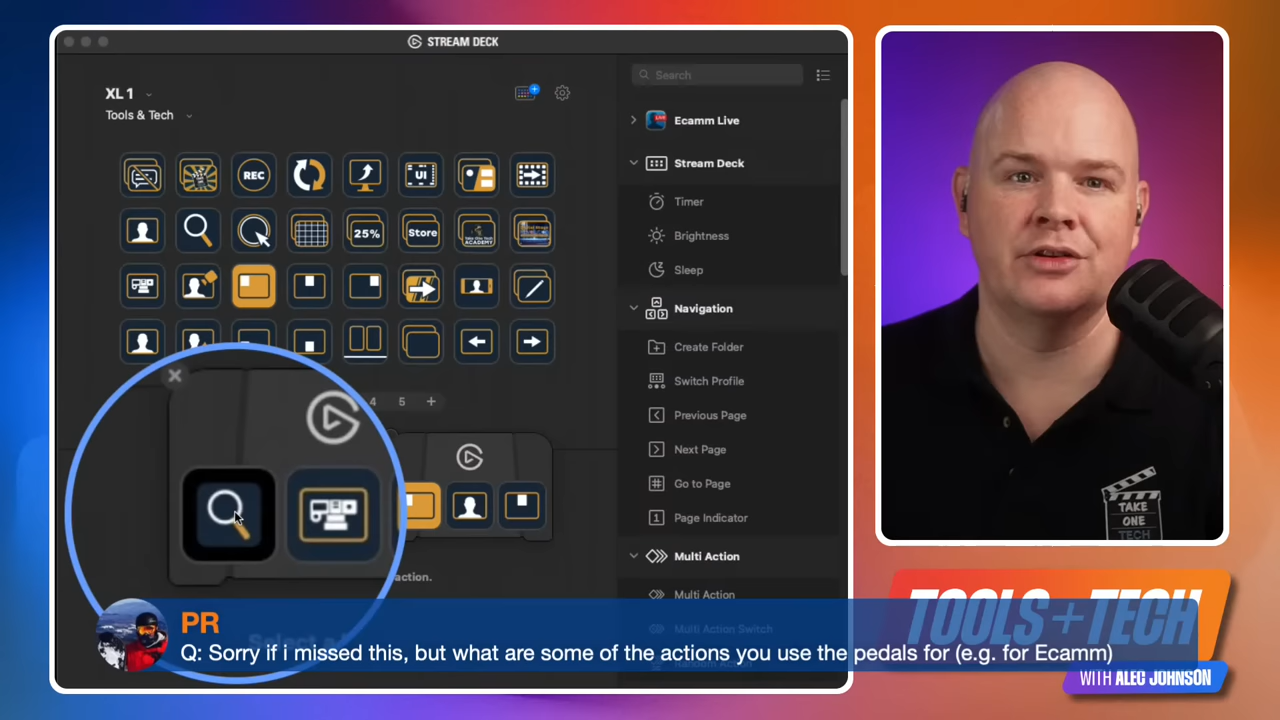 STREAM DECK
XL 1
Tools & Tech
REC
UI
25%
Store
TAKE ONE TECH
ACADEMY
4
5
+
action.
Search
Ecamm Live
Stream Deck
Timer
Brightness
Sleep
Navigation
Create Folder
Switch Profile
Previous Page
Next Page
Go to Page
Page Indicator
Multi Action
Multi Action
Multi Action Switch
TAKE ONE
TECH
TOOLS+TECH
WITH ALEC JOHNSON
PR
Q: Sorry if i missed this, but what are some of the actions you use the pedals for (e.g. for Ecamm)